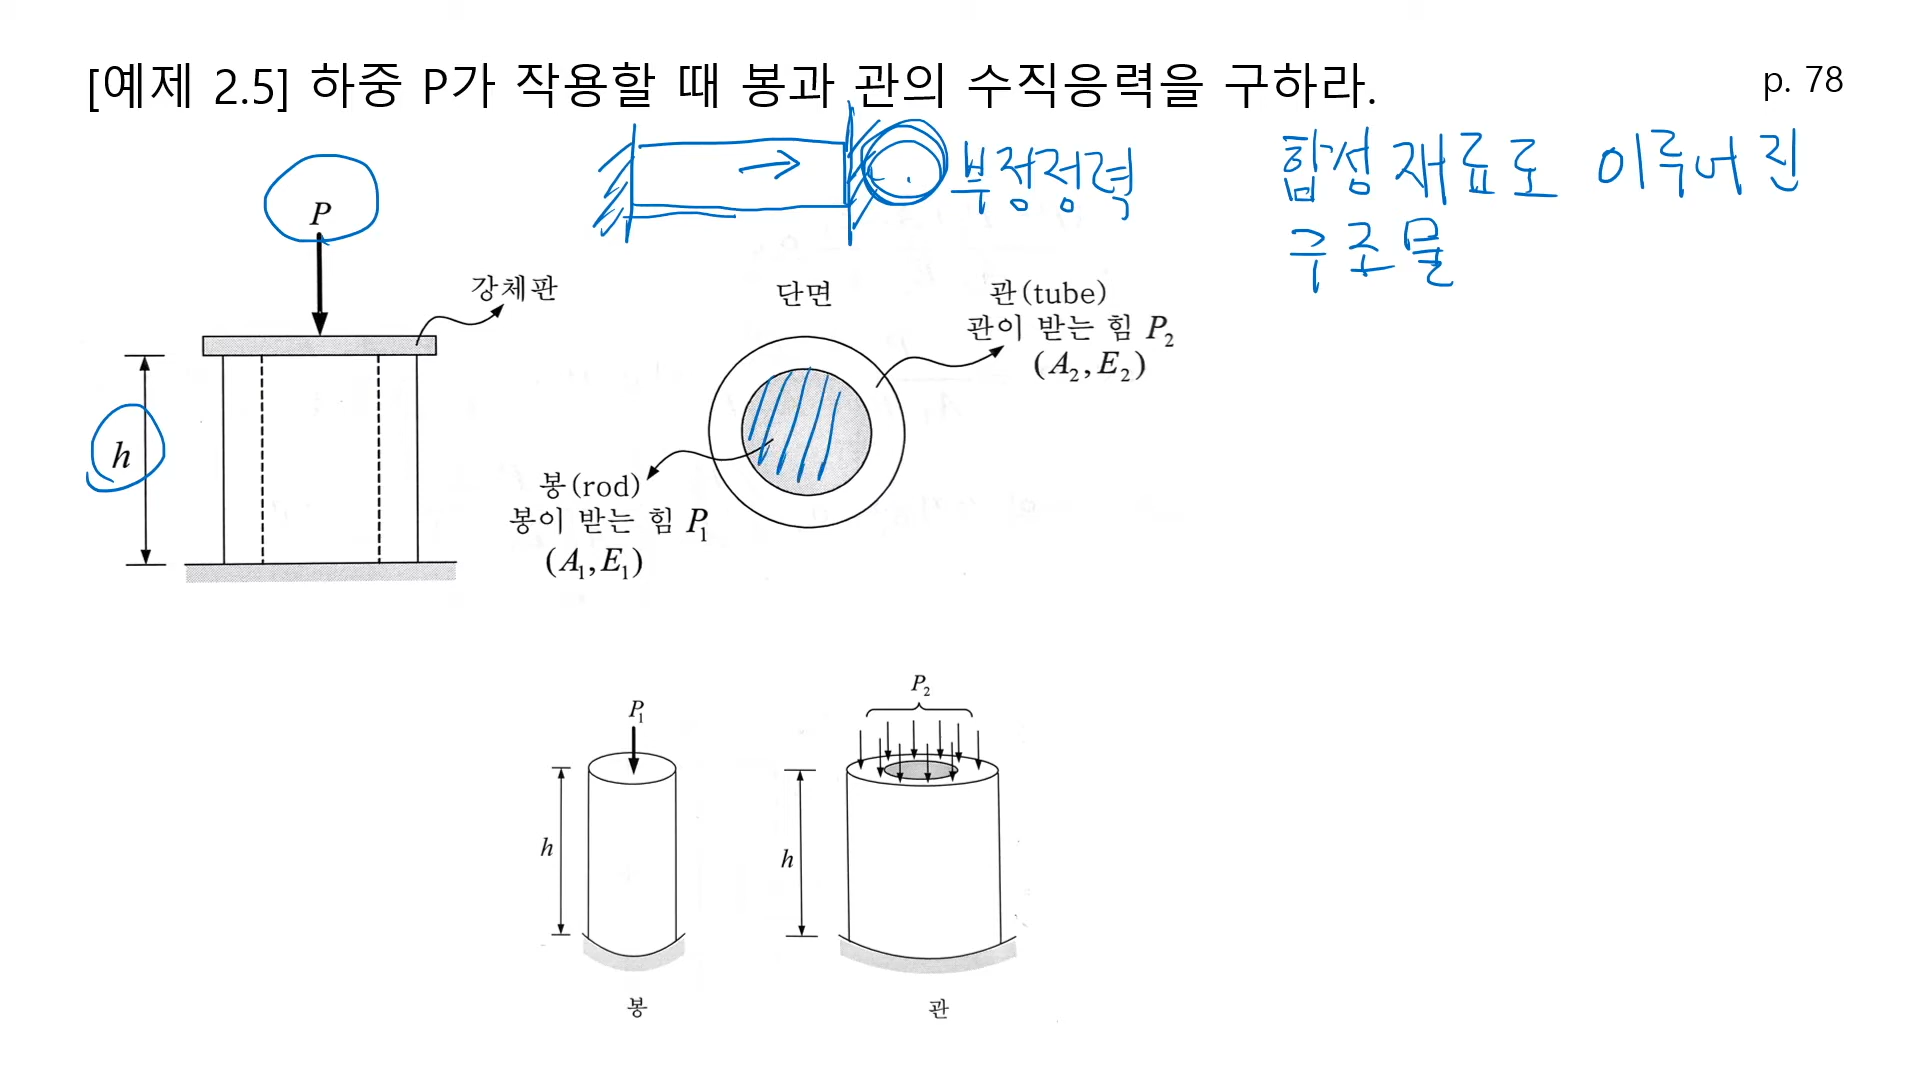 [예제 2.5] 하중 P가 작용할 때 봉과 관의 수직응력을 구하라.
p. 78
부정정력
합성 재료로 이루어진
구조물
P
강체판
h
단면
관(tube)
관이 받는 힘 P₂
(A₂, E₂)
봉(rod)
봉이 받는 힘 P₁
(A₁, E₁)
P₁
h
봉
P₂
h
관